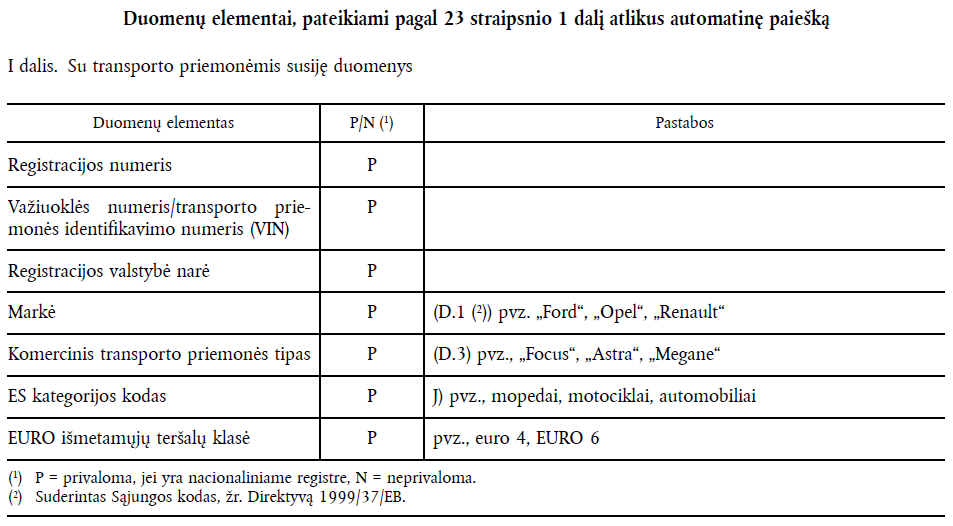 Duomenų elementai, pateikiami pagal 23 straipsnio 1 dalį atlikus automatinę paiešką
I dalis. Su transporto priemonėmis susiję duomenys
Duomenų elementas P/N (¹) Pastabos
Registracijos numeris P
Važiuoklės numeris/transporto prie- P
monės identifikavimo numeris (VIN)
Registracijos valstybė narė P
Markė P (D.1 (²)) pvz. „Ford“, „Opel“, „Renault“
Komercinis transporto priemonės tipas P (D.3) pvz., „Focus“, „Astra“, „Megane“
ES kategorijos kodas P J) pvz., mopedai, motociklai, automobiliai
EURO išmetamųjų teršalų klasė P pvz., euro 4, EURO 6
(¹) P = privaloma, jei yra nacionaliniame registre, N = neprivaloma.
(²) Suderintas Sąjungos kodas, žr. Direktyvą 1999/37/EB.